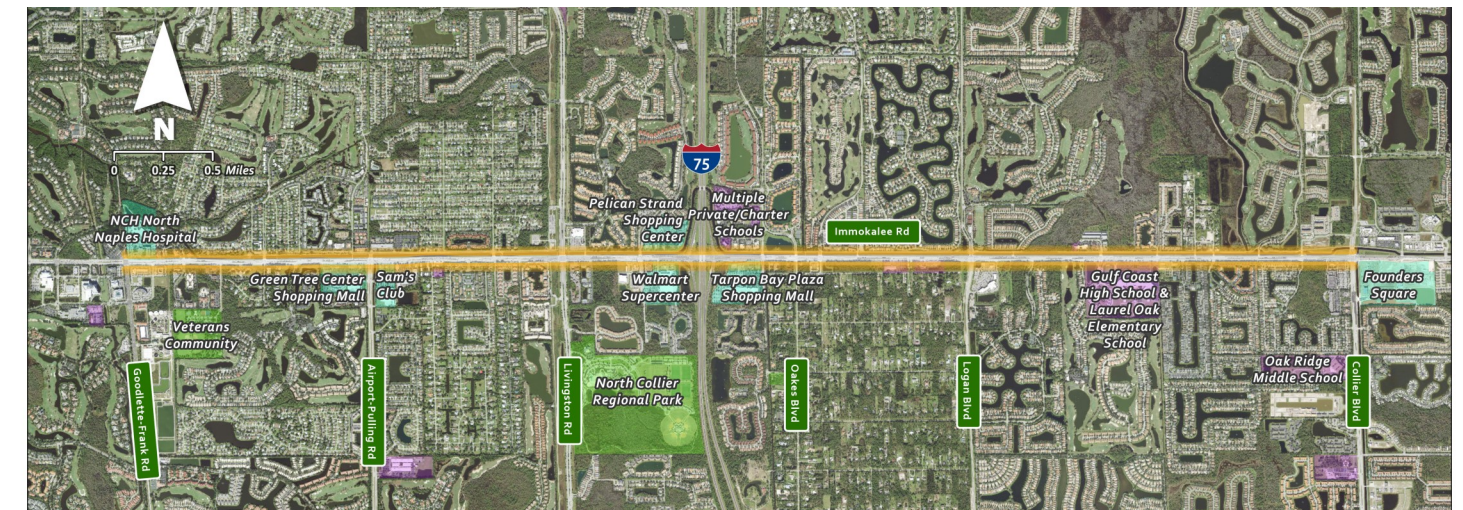 N
0 0.25 0.5 Miles
75
NCH North
Naples Hospital
Pelican Strand
Shopping
Center
Multiple
Private/Charter
Schools
Immokalee Rd
Green Tree Center
Shopping Mall
Sam's
Club
Walmart
Supercenter
Tarpon Bay Plaza
Shopping Mall
Gulf Coast
High School &
Laurel Oak
Elementary
School
Founders
Square
Veterans
Community
North Collier
Regional Park
Oak Ridge
Middle School
Goodlette-Frank Rd
Airport-Pulling Rd
Livingston Rd
Oakes Blvd
Logan Blvd
Collier Blvd